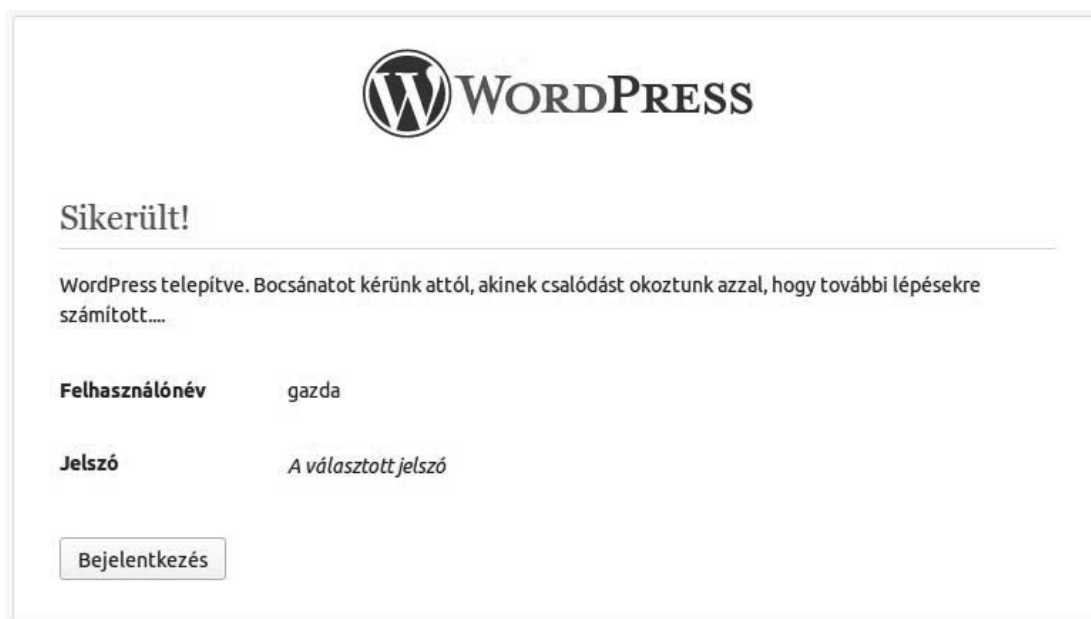 WORDPRESS
Sikerült!
WordPress telepítve. Bocsánatot kérünk attól, akinek csalódást okoztunk azzal, hogy további lépésekre
számított....
Felhasználónév gazda
Jelszó A választott jelszó
Bejelentkezés